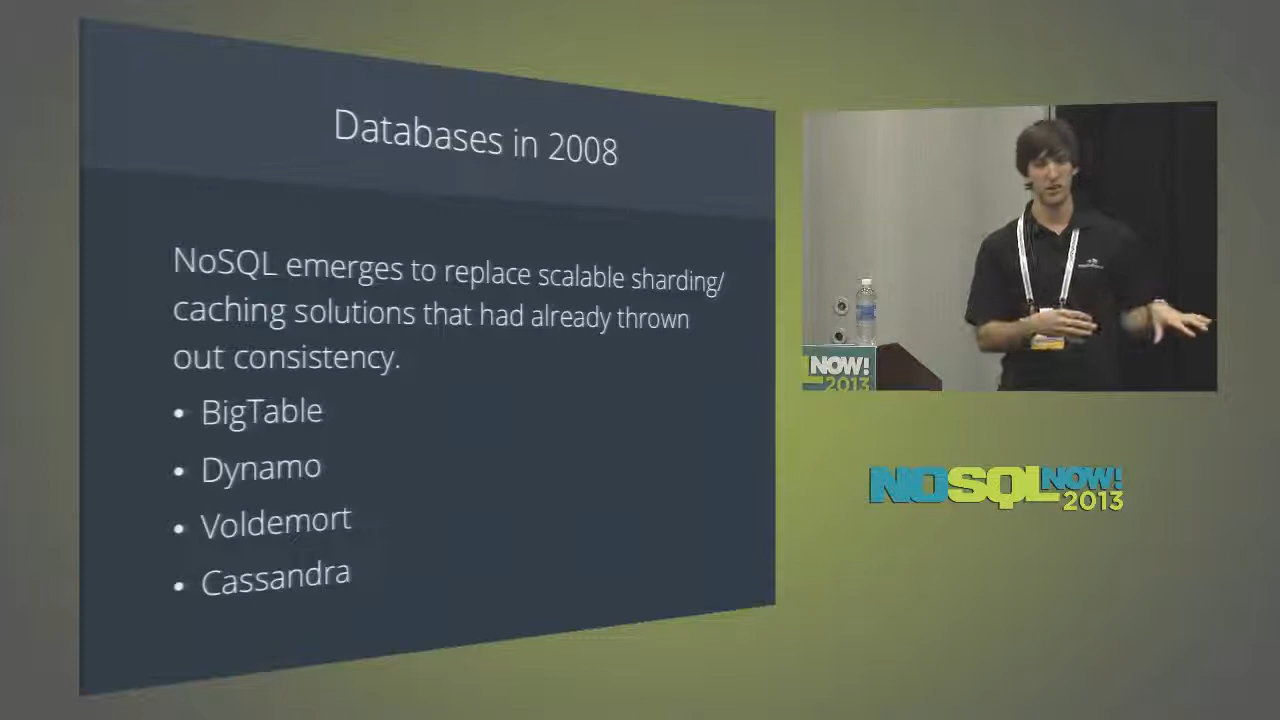 Databases in 2008
NoSQL emerges to replace scalable sharding/
caching solutions that had already thrown
out consistency.
• BigTable
• Dynamo
• Voldemort
• Cassandra
NOW!
2013
NOSQL NOW!
2013